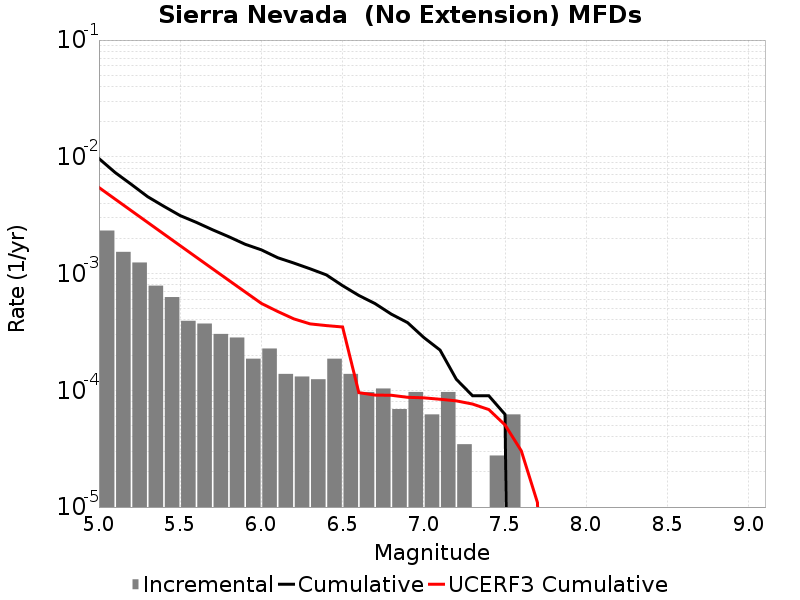 Sierra Nevada  (No Extension) MFDs
10-1
10-2
10-3
10-4
10-5
Rate (1/yr)
5.0 5.5 6.0 6.5 7.0 7.5 8.0 8.5 9.0
Magnitude
Incremental Cumulative UCERF3 Cumulative